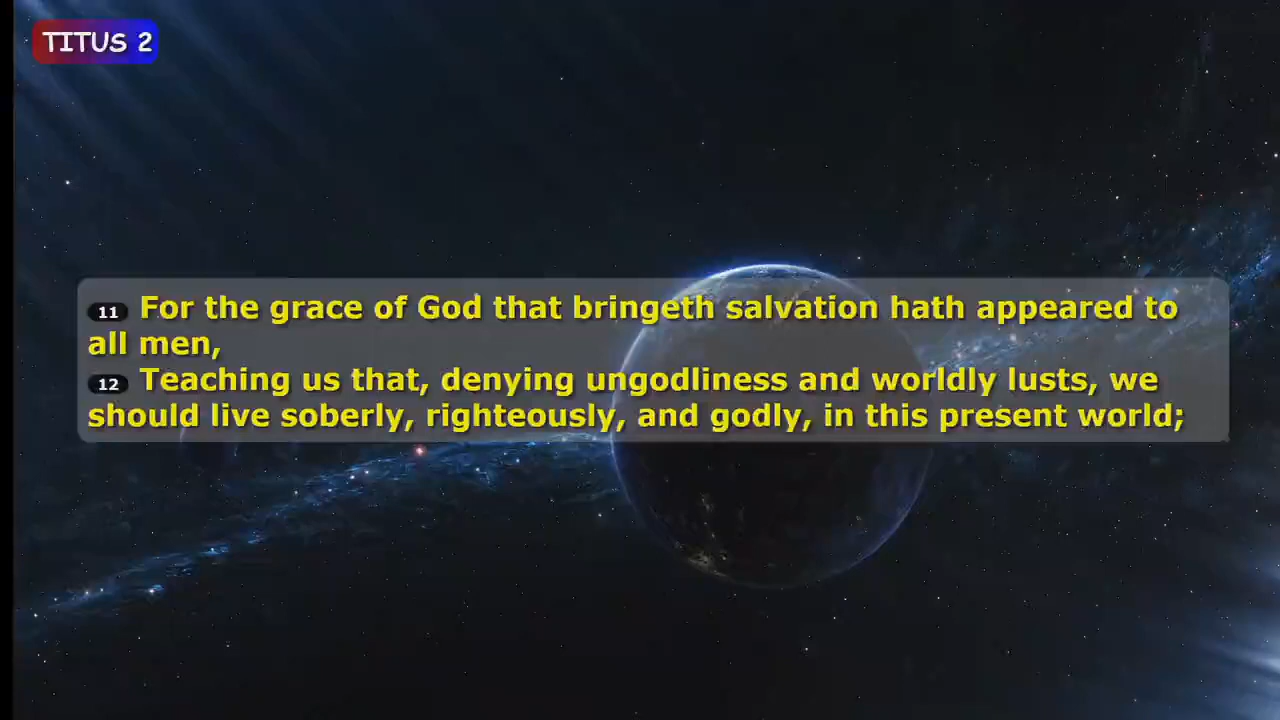 TITUS 2
11 For the grace of God that bringeth salvation hath appeared to
all men,
12 Teaching us that, denying ungodliness and worldly lusts, we
should live soberly, righteously, and godly, in this present world;